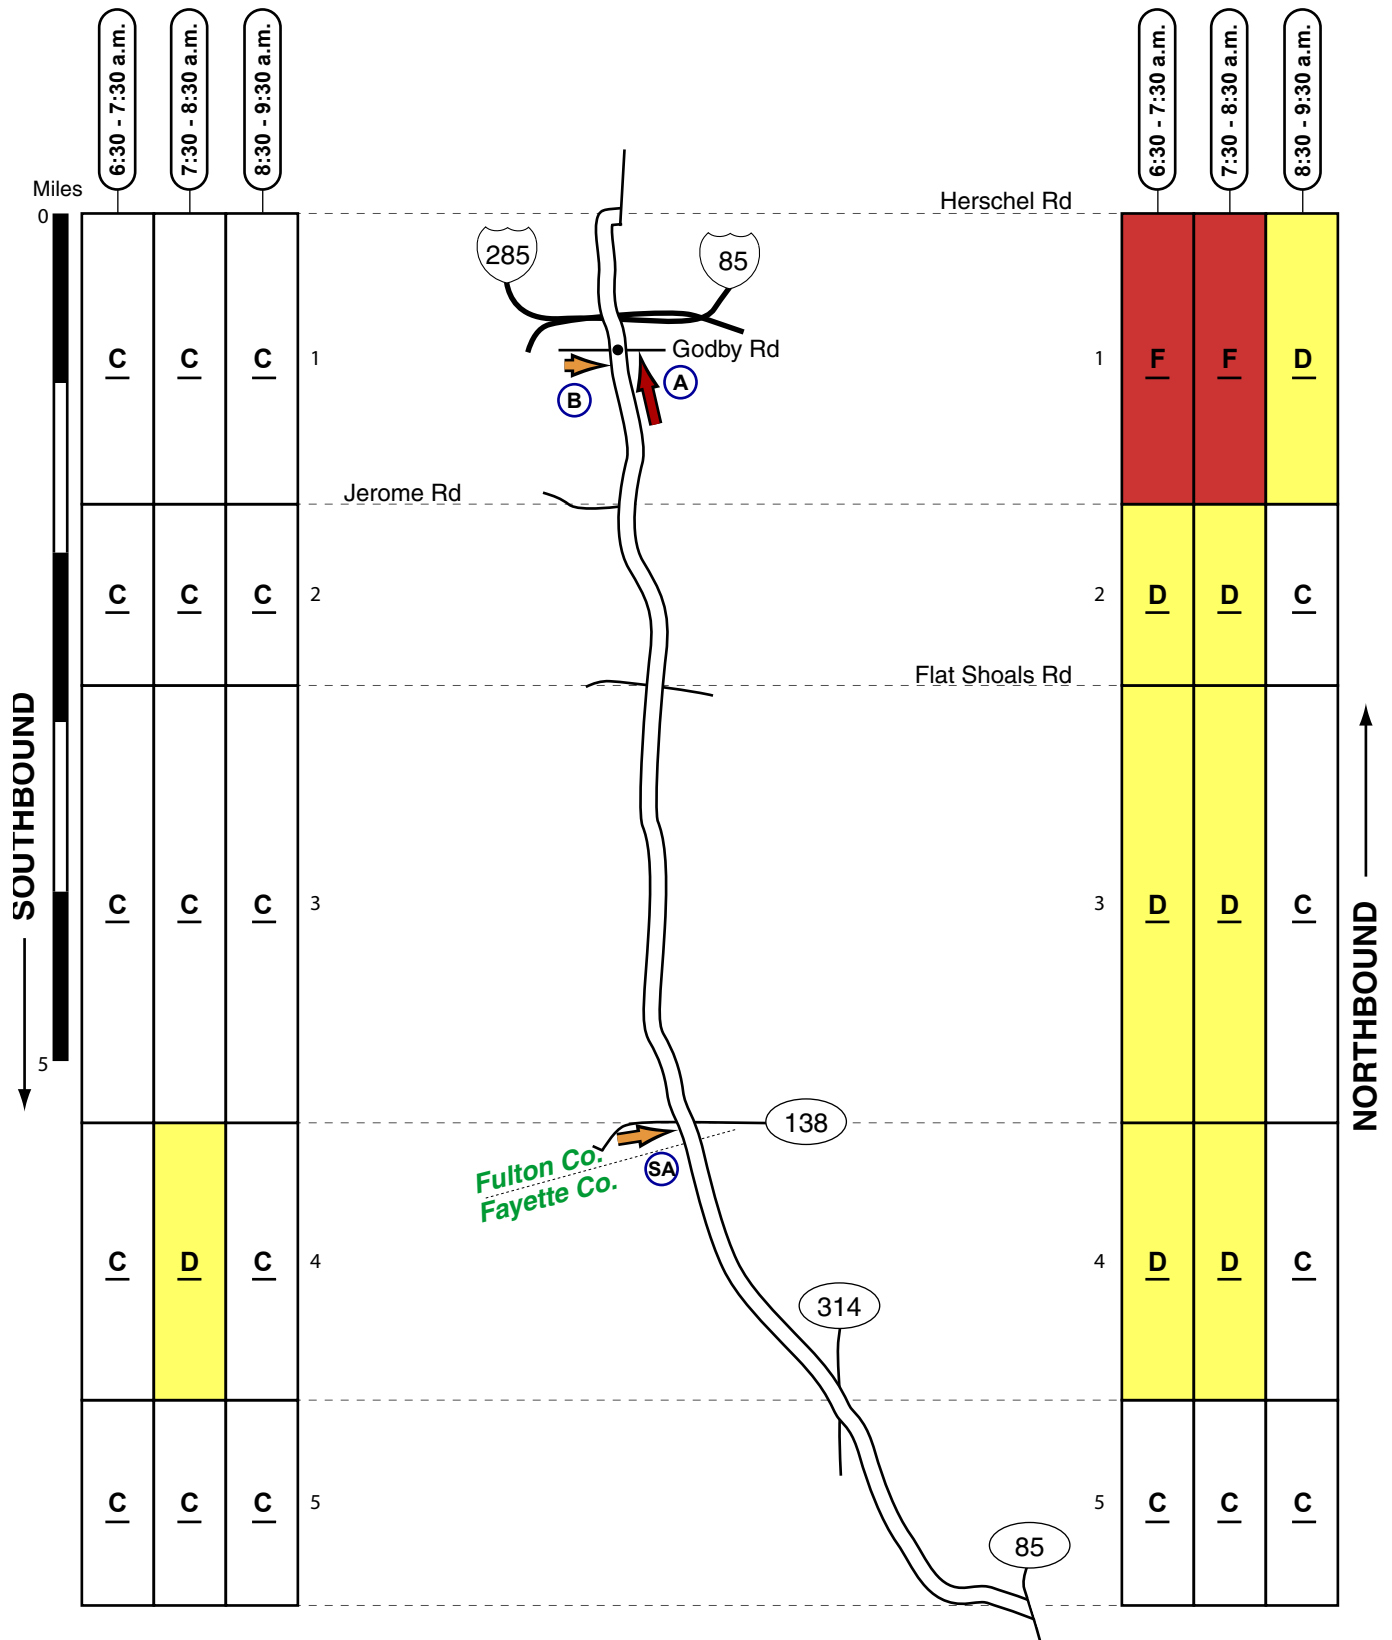 6:30 - 7:30 a.m.
7:30 - 8:30 a.m.
8:30 - 9:30 a.m.
6:30 - 7:30 a.m.
7:30 - 8:30 a.m.
8:30 - 9:30 a.m.
Miles
0
Herschel Rd
285
85
Godby Rd
C C C 1
1 F F D
B
A
Jerome Rd
C C C 2
2 D D C
Flat Shoals Rd
SOUTHBOUND
C C C 3
3 D D C
NORTHBOUND
5
138
Fulton Co.
SA
Fayette Co.
C D C 4
4 D D C
314
C C C 5
5 C C C
85